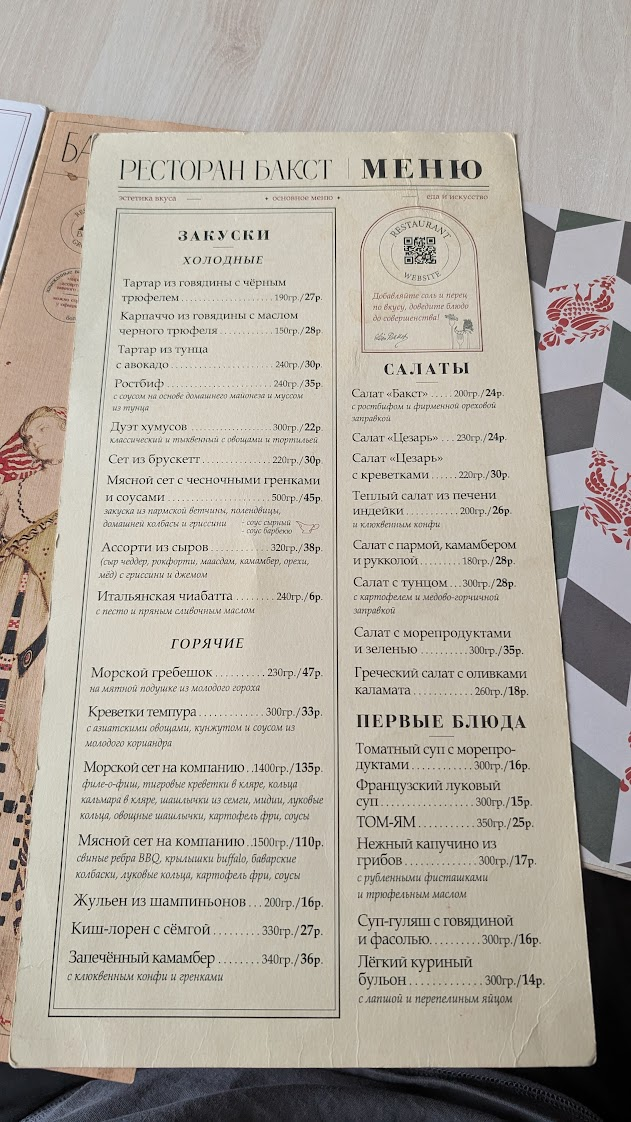 РЕСТОРАН БАКСТ | МЕНЮ
эстетика вкуса — • основное меню • — еда и искусство
ЗАКУСКИ
ХОЛОДНЫЕ
Тартар из говядины с чёрным
трюфелем 190гр./27р.
Карпаччо из говядины с маслом
черного трюфеля 150гр./28р.
Тартар из тунца
с авокадо 240гр./30р.
Ростбиф 240гр./35р.
с соусом на основе домашнего майонеза и муссом
из тунца
Дуэт хумусов 300гр./22р.
классический и тыквенный с овощами и тортильей
Сет из брускетт 220гр./30р.
Мясной сет с чесночными гренками
и соусами 500гр./45р.
закуска из пармской ветчины, полендвицы,
домашней колбасы и гриссини
- соус сырный
- соус барбекю
Ассорти из сыров 320гр./38р.
(сыр чеддер, рокфорти, маасдам, камамбер, орехи,
мёд) с гриссини и джемом
Итальянская чиабатта 240гр./6р.
с песто и пряным сливочным маслом
ГОРЯЧИЕ
Морской гребешок 230гр./47р.
на мятной подушке из молодого гороха
Креветки темпура 300гр./33р.
с азиатскими овощами, кунжутом и соусом из
молодого кориандра
Морской сет на компанию 1400гр./135р.
филе-о-фиш, тигровые креветки в кляре, кольца
кальмара в кляре, шашлычки из семги, мидии, луковые
кольца, овощные шашлычки, картофель фри, соусы
Мясной сет на компанию 1500гр./110р.
свиные ребра BBQ, крылышки buffalo, баварские
колбаски, луковые кольца, картофель фри, соусы
Жульен из шампиньонов 200гр./16р.
Киш-лорен с сёмгой 330гр./27р.
Запечённый камамбер 340гр./36р.
с клюквенным конфи и гренками
RESTAURANT
WEBSITE
Добавляйте соль и перец
по вкусу, доведите блюдо
до совершенства!
САЛАТЫ
Салат «Бакст» 200гр./24р.
с ростбифом и фирменной ореховой
заправкой
Салат «Цезарь» 230гр./24р.
Салат «Цезарь»
с креветками 220гр./30р.
Теплый салат из печени
индейки 200гр./26р.
и клюквенным конфи
Салат с пармой, камамбером
и рукколой 180гр./28р.
Салат с тунцом 300гр./28р.
с картофелем и медово-горчичной
заправкой
Салат с морепродуктами
и зеленью 300гр./35р.
Греческий салат с оливками
каламата 260гр./18р.
ПЕРВЫЕ БЛЮДА
Томатный суп с морепро-
дуктами 300гр./16р.
Французский луковый
суп 300гр./15р.
ТОМ-ЯМ 350гр./25р.
Нежный капучино из
грибов 300гр./17р.
с рубленными фисташками
и трюфельным маслом
Суп-гуляш с говядиной
и фасолью 300гр./16р.
Лёгкий куриный
бульон 300гр./14р.
с лапшой и перепелиным яйцом